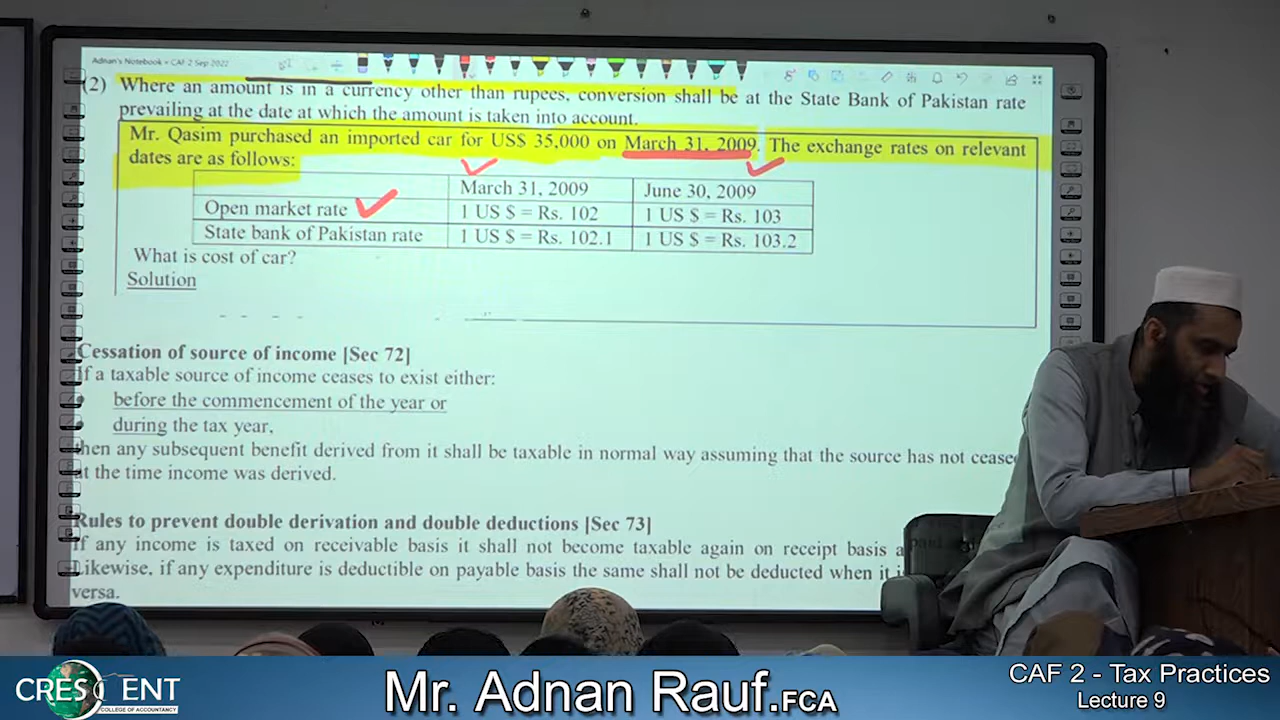 Adnan's Notebook » CAF 2 Sep 2022
(2) Where an amount is in a currency other than rupees, conversion shall be at the State Bank of Pakistan rate
prevailing at the date at which the amount is taken into account.
Mr. Qasim purchased an imported car for US$ 35,000 on March 31, 2009. The exchange rates on relevant
dates are as follows:
March 31, 2009 June 30, 2009
Open market rate 1 US $ = Rs. 102 1 US $ = Rs. 103
State bank of Pakistan rate 1 US $ = Rs. 102.1 1 US $ = Rs. 103.2
What is cost of car?
Solution
Cessation of source of income [Sec 72]
If a taxable source of income ceases to exist either:
• before the commencement of the year or
• during the tax year,
then any subsequent benefit derived from it shall be taxable in normal way assuming that the source has not ceased
at the time income was derived.
Rules to prevent double derivation and double deductions [Sec 73]
If any income is taxed on receivable basis it shall not become taxable again on receipt basis
Likewise, if any expenditure is deductible on payable basis the same shall not be deducted when it
versa.
CRESCENT
COLLEGE OF ACCOUNTANCY
Mr. Adnan Rauf.FCA
CAF 2 - Tax Practices
Lecture 9